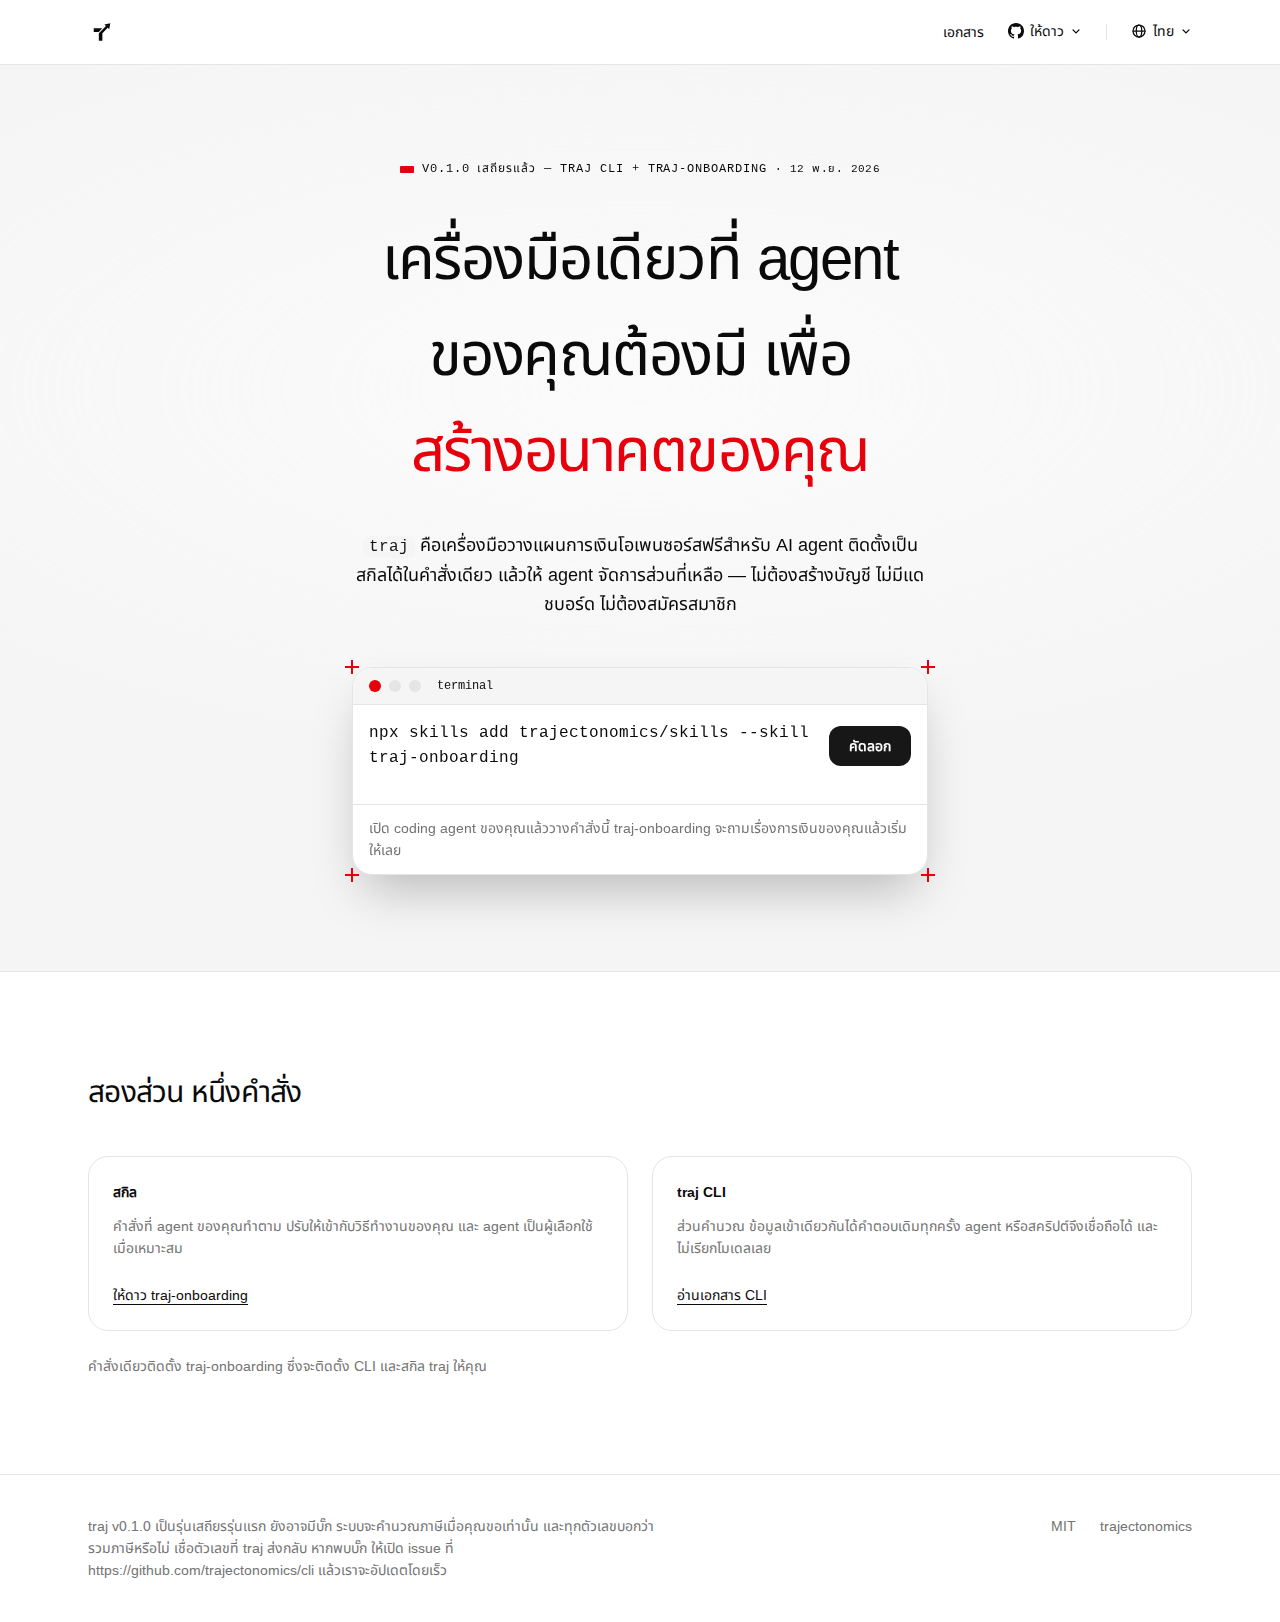 เอกสาร
ให้ดาว
ไทย
V0.1.0 เสถียรแล้ว — TRAJ CLI + TRAJ-ONBOARDING · 12 พ.ย. 2026
เครื่องมือเดียวที่ agent
ของคุณต้องมี เพื่อ
สร้างอนาคตของคุณ
traj คือเครื่องมือวางแผนการเงินโอเพนซอร์สฟรีสำหรับ AI agent ติดตั้งเป็น
สกิลได้ในคำสั่งเดียว แล้วให้ agent จัดการส่วนที่เหลือ — ไม่ต้องสร้างบัญชี ไม่มีแด
ชบอร์ด ไม่ต้องสมัครสมาชิก
terminal
npx skills add trajectonomics/skills --skill
traj-onboarding
คัดลอก
เปิด coding agent ของคุณแล้ววางคำสั่งนี้ traj-onboarding จะถามเรื่องการเงินของคุณแล้วเริ่ม
ให้เลย
สองส่วน หนึ่งคำสั่ง
สกิล
คำสั่งที่ agent ของคุณทำตาม ปรับให้เข้ากับวิธีทำงานของคุณ และ agent เป็นผู้เลือกใช้
เมื่อเหมาะสม
ให้ดาว traj-onboarding
traj CLI
ส่วนคำนวณ ข้อมูลเข้าเดียวกันได้คำตอบเดิมทุกครั้ง agent หรือสคริปต์จึงเชื่อถือได้ และ
ไม่เรียกโมเดลเลย
อ่านเอกสาร CLI
คำสั่งเดียวติดตั้ง traj-onboarding ซึ่งจะติดตั้ง CLI และสกิล traj ให้คุณ
traj v0.1.0 เป็นรุ่นเสถียรรุ่นแรก ยังอาจมีบั๊ก ระบบจะคำนวณภาษีเมื่อคุณขอเท่านั้น และทุกตัวเลขบอกว่า
รวมภาษีหรือไม่ เชื่อตัวเลขที่ traj ส่งกลับ หากพบบั๊ก ให้เปิด issue ที่
https://github.com/trajectonomics/cli แล้วเราจะอัปเดตโดยเร็ว
MIT
trajectonomics